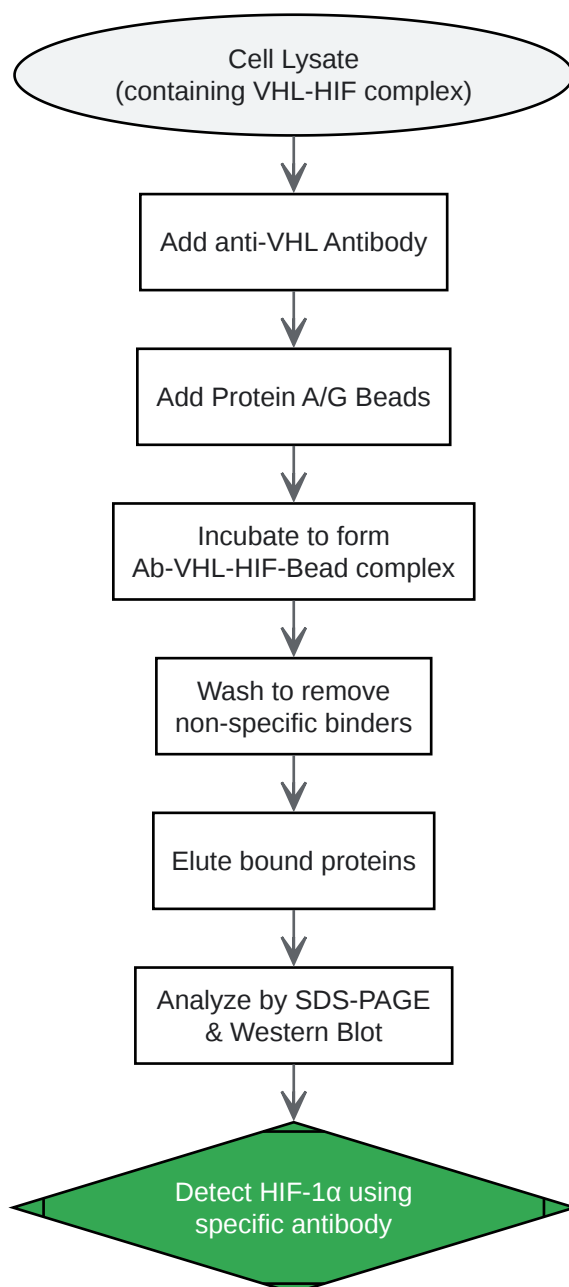 Cell Lysate
(containing VHL-HIF complex)
Add anti-VHL Antibody
Add Protein A/G Beads
Incubate to form
Ab-VHL-HIF-Bead complex
Wash to remove
non-specific binders
Elute bound proteins
Analyze by SDS-PAGE
& Western Blot
Detect HIF-1α using
specific antibody